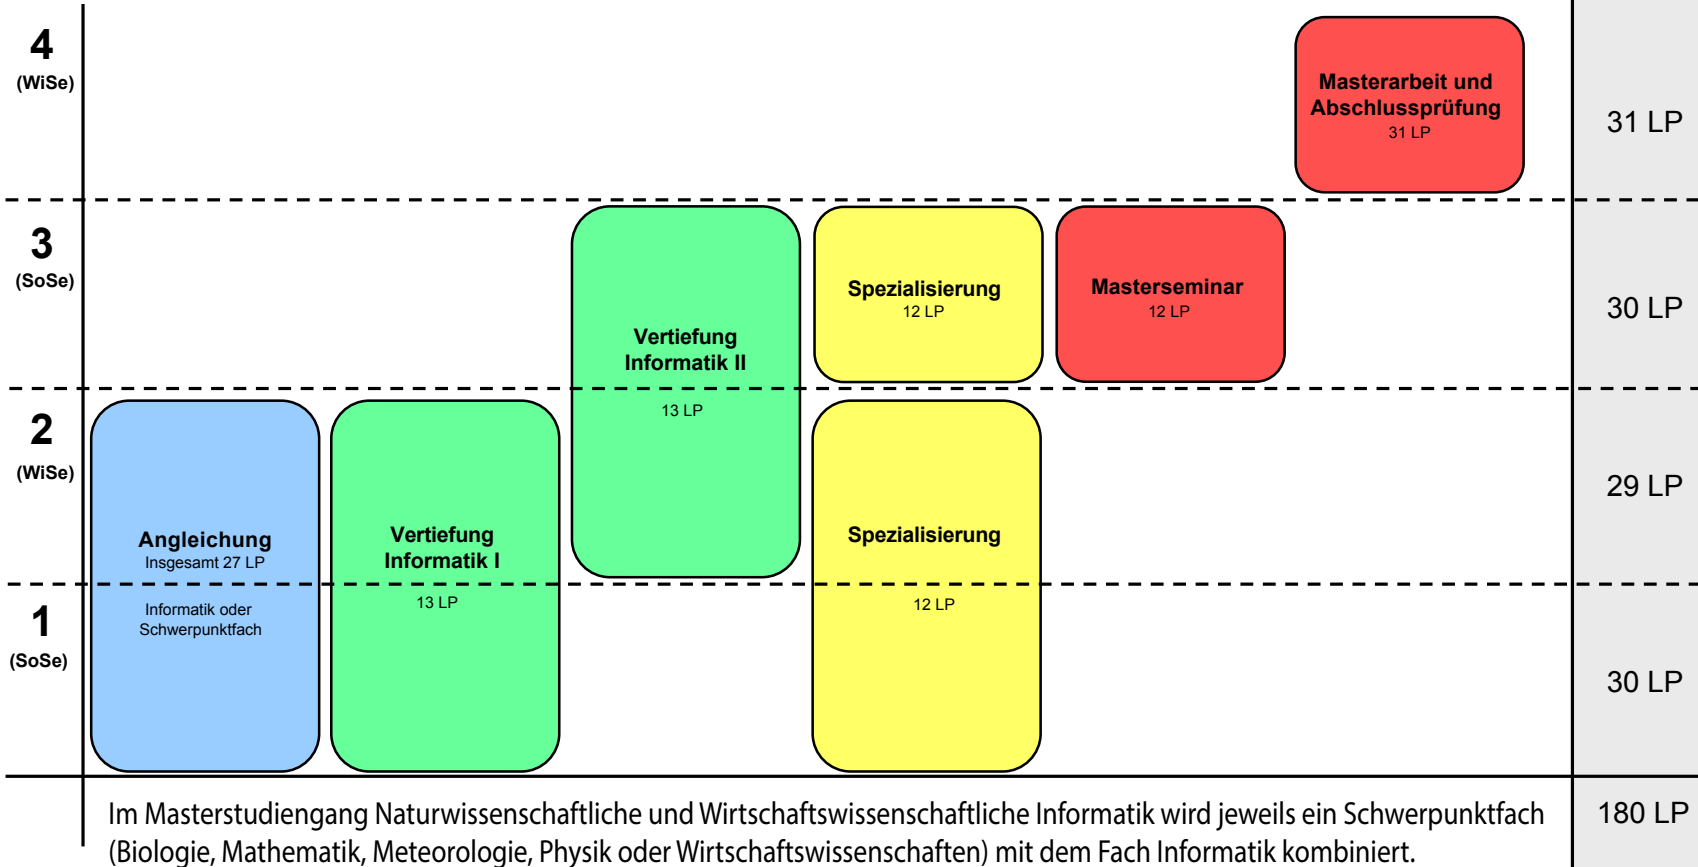 4
(WiSe)
Masterarbeit und
Abschlussprüfung
31 LP
31 LP
3
(SoSe)
Vertiefung
Informatik II
13 LP
Spezialisierung
12 LP
Masterseminar
12 LP
30 LP
2
(WiSe)
Angleichung
Insgesamt 27 LP
Informatik oder
Schwerpunktfach
Vertiefung
Informatik I
13 LP
Spezialisierung
12 LP
29 LP
1
(SoSe)
30 LP
Im Masterstudiengang Naturwissenschaftliche und Wirtschaftswissenschaftliche Informatik wird jeweils ein Schwerpunktfach
(Biologie, Mathematik, Meteorologie, Physik oder Wirtschaftswissenschaften) mit dem Fach Informatik kombiniert.
180 LP